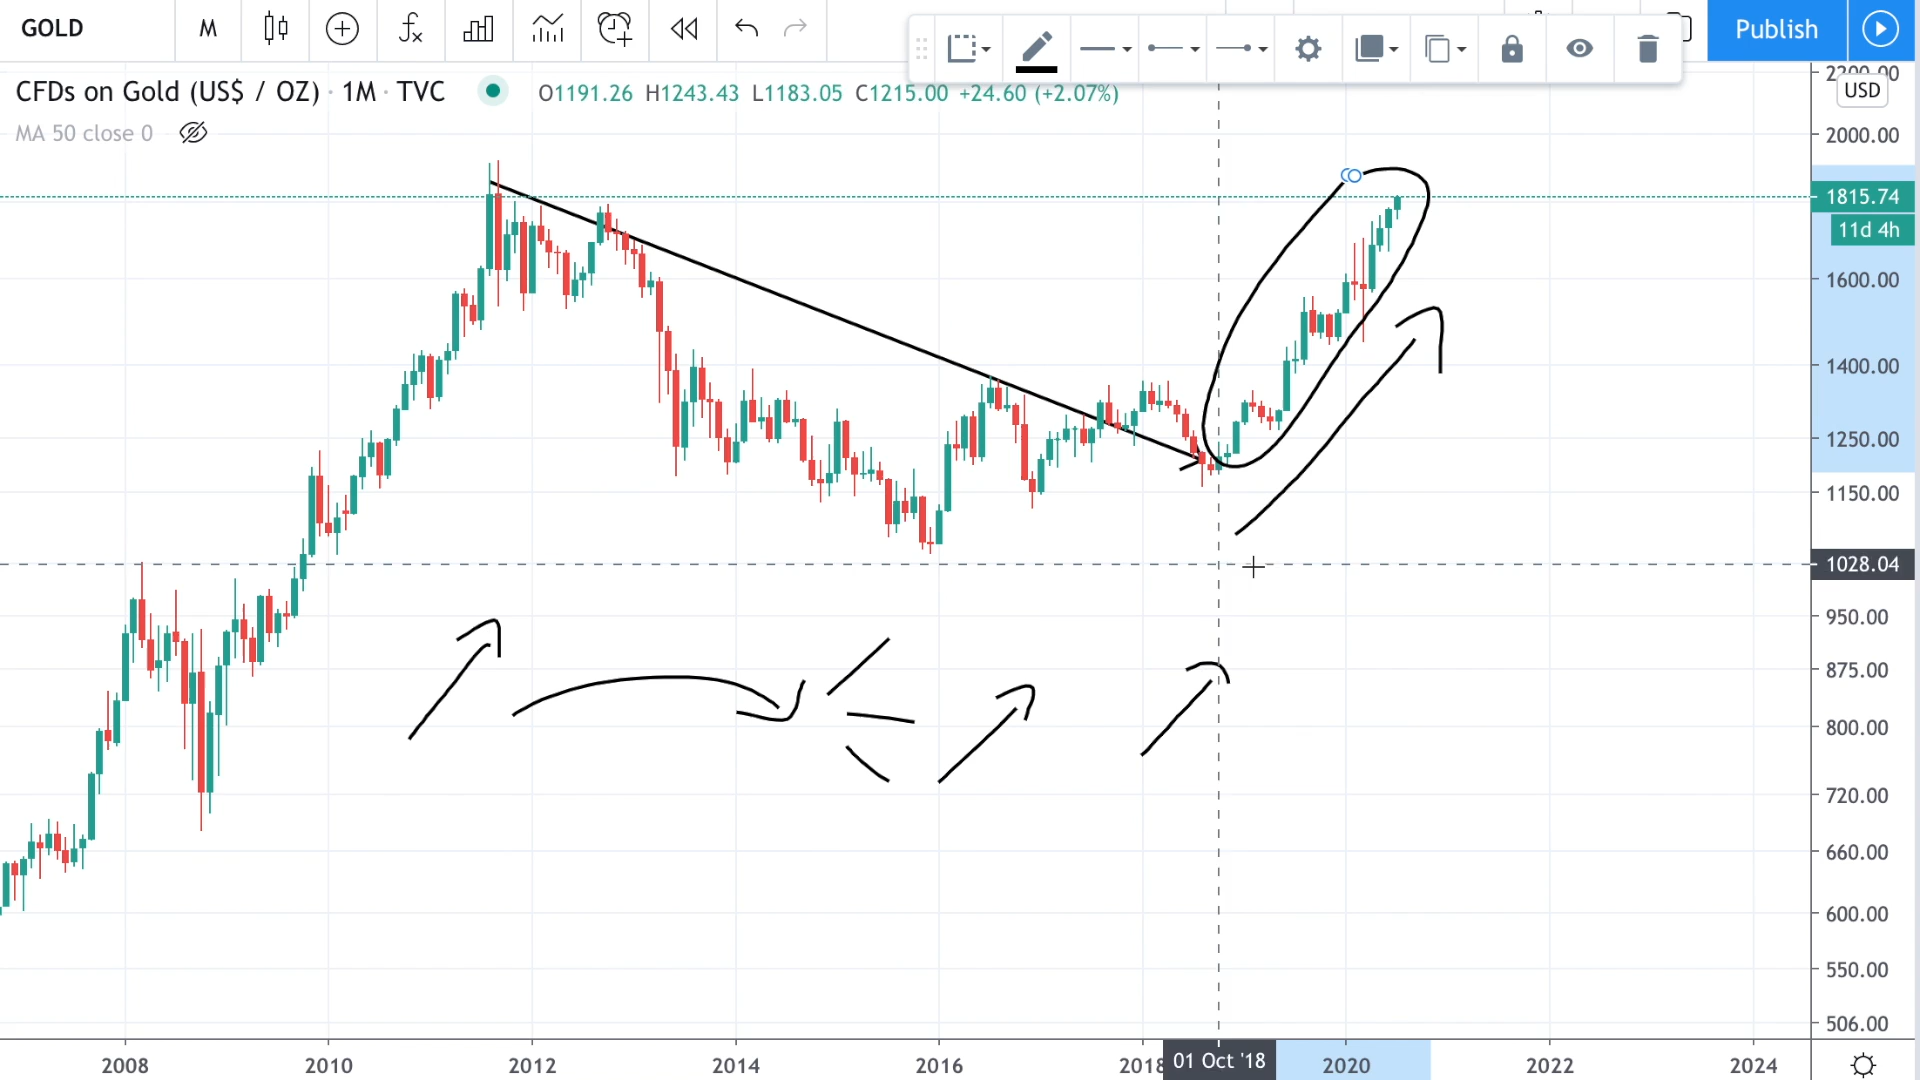 GOLD M Publish
CFDs on Gold (US$ / OZ) · 1M · TVC O1191.26 H1243.43 L1183.05 C1215.00 +24.60 (+2.07%)
MA 50 close 0
2200.00
USD
2000.00
1815.74
11d 4h
1600.00
1400.00
1250.00
1150.00
1028.04
950.00
875.00
800.00
720.00
660.00
600.00
550.00
506.00
2008 2010 2012 2014 2016 2018 01 Oct '18 2020 2022 2024